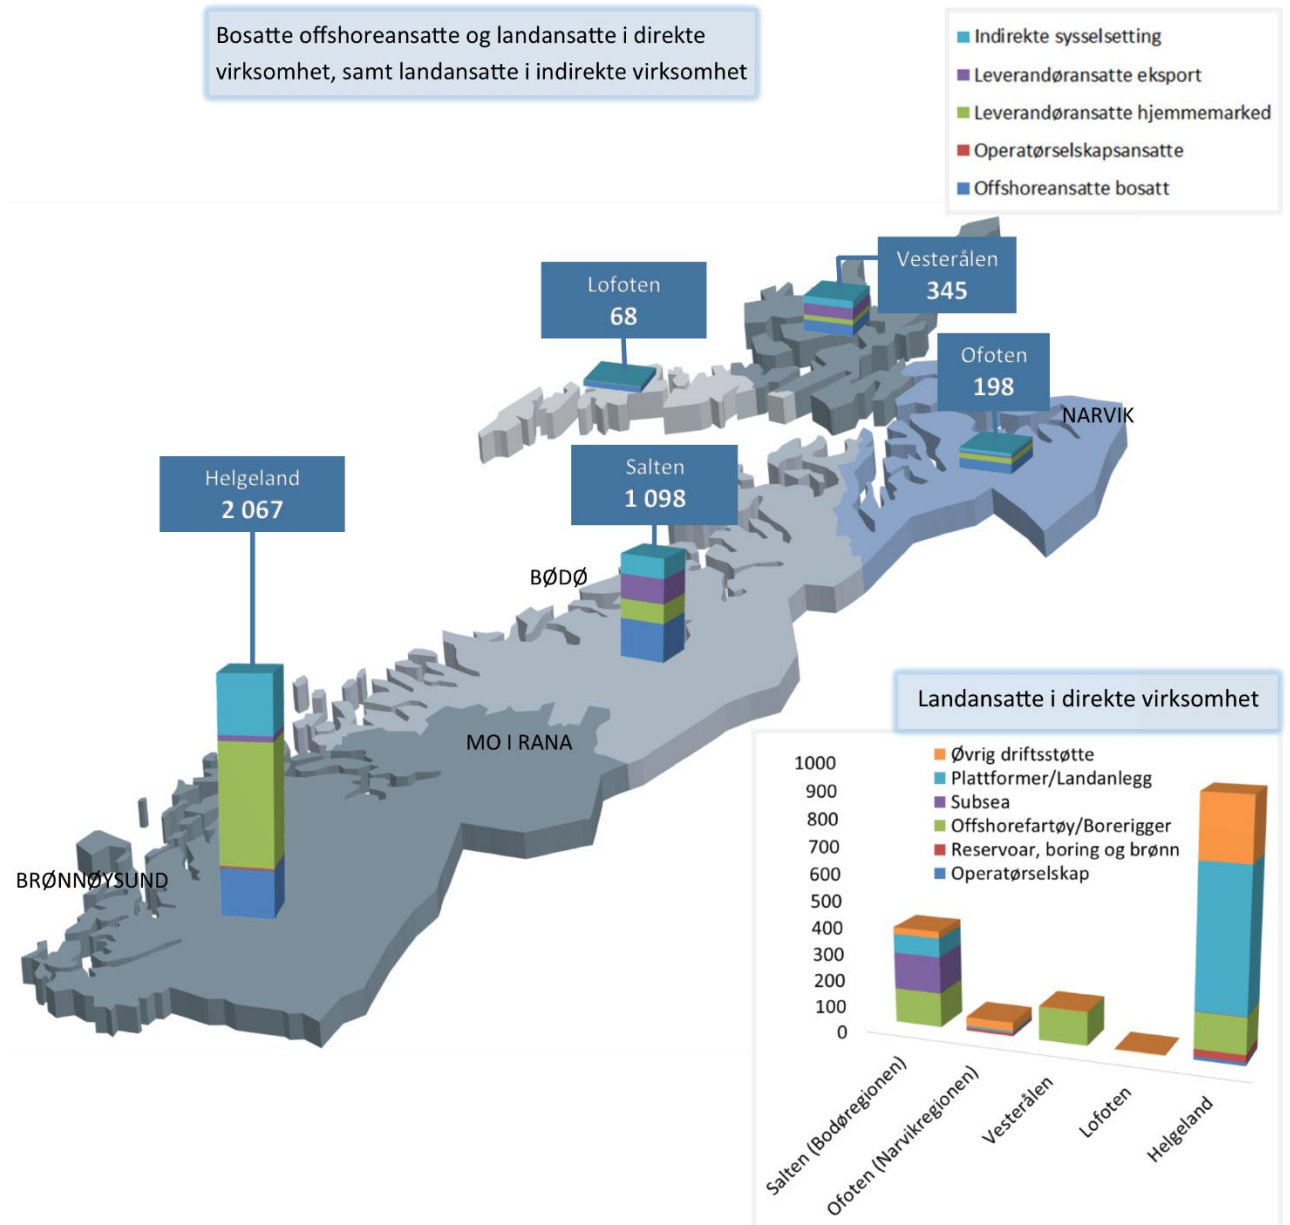 Bosatte offshoreansatte og landansatte i direkte
virksomhet, samt landansatte i indirekte virksomhet
Indirekte sysselsetting
Leverandøransatte eksport
Leverandøransatte hjemmemarked
Operatørselskapsansatte
Offshoreansatte bosatt
Vesterålen
345
Lofoten
68
Ofoten
198
NARVIK
Helgeland
2 067
Salten
1 098
BØDØ
MO I RANA
BRØNNØYSUND
Landansatte i direkte virksomhet
Øvrig driftsstøtte
Plattformer/Landanlegg
Subsea
Offshorefartøy/Borerigger
Reservoar, boring og brønn
Operatørselskap
1000
900
800
700
600
500
400
300
200
100
0
Salten (Bodøregionen)
Ofoten (Narvikregionen)
Vesterålen
Lofoten
Helgeland